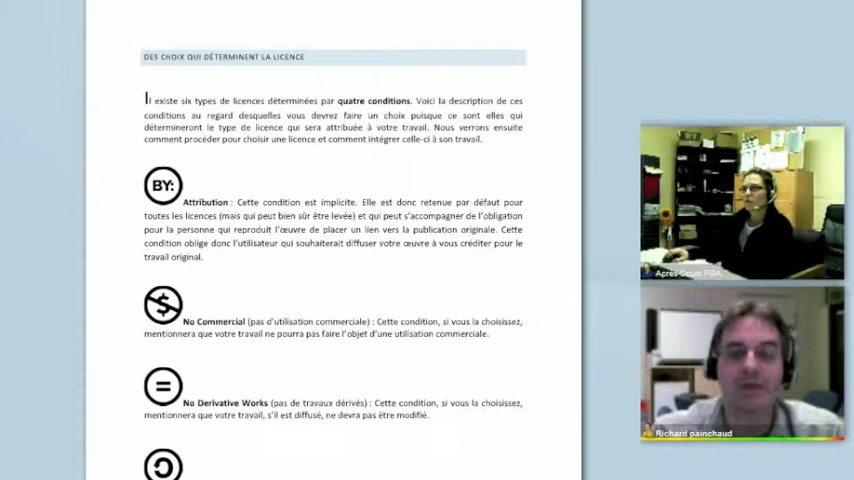 DES CHOIX QUI DÉTERMINENT LA LICENCE
Il existe six types de licences déterminées par quatre conditions. Voici la description de ces
conditions au regard desquelles vous devrez faire un choix puisque ce sont elles qui
détermineront le type de licence qui sera attribuée à votre travail. Nous verrons ensuite
comment procéder pour choisir une licence et comment intégrer celle-ci à son travail.
BY:
Attribution : Cette condition est implicite. Elle est donc retenue par défaut pour
toutes les licences (mais qui peut bien sûr être levée) et qui peut s'accompagner de l'obligation
pour la personne qui reproduit l'œuvre de placer un lien vers la publication originale. Cette
condition oblige donc l'utilisateur qui souhaiterait diffuser votre œuvre à vous créditer pour le
travail original.
$
No Commercial (pas d'utilisation commerciale) : Cette condition, si vous la choisissez,
mentionnera que votre travail ne pourra pas faire l'objet d'une utilisation commerciale.
=
No Derivative Works (pas de travaux dérivés) : Cette condition, si vous la choisissez,
mentionnera que votre travail, s'il est diffusé, ne devra pas être modifié.
Après Cours FGA
Richard painchaud